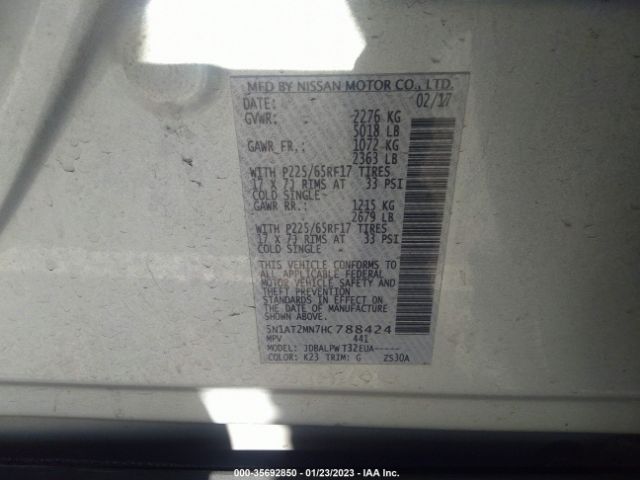 MFD BY NISSAN MOTOR CO., LTD.
DATE: 02/17
GVWR: 2276 KG
5018 LB
GAWR FR.: 1072 KG
2363 LB
WITH P225/65RF17 TIRES
17 X 7J RIMS AT 33 PSI
COLD SINGLE-
GAWR RR.: 1215 KG
2679 LB
WITH P225/65RF17 TIRES
17 X 7J RIMS AT 33 PSI
COLD SINGLE -
THIS VEHICLE CONFORMS TO
ALL APPLICABLE FEDERAL
MOTOR VEHICLE SAFETY AND
THEFT PREVENTION
STANDARDS IN EFFECT ON
THE DATE OF MANUFACTURE
SHOWN ABOVE.
5N1AT2MN7HC788424
MPV 441
MODEL: JDBALPW T32EUA-----
COLOR: K23 TRIM: G ZS30A
000-35692850 - 01/23/2023 - IAA Inc.